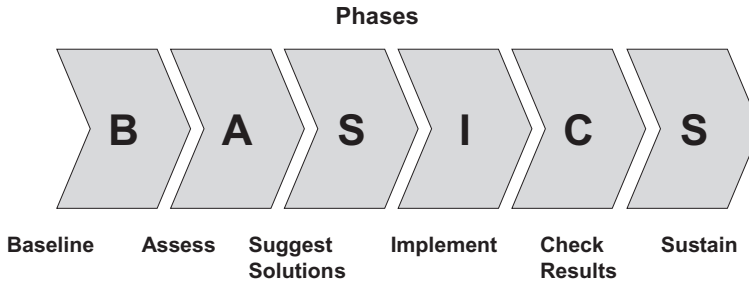 Phases
B A S I C S
Baseline Assess Suggest Implement Check Sustain
Solutions Results